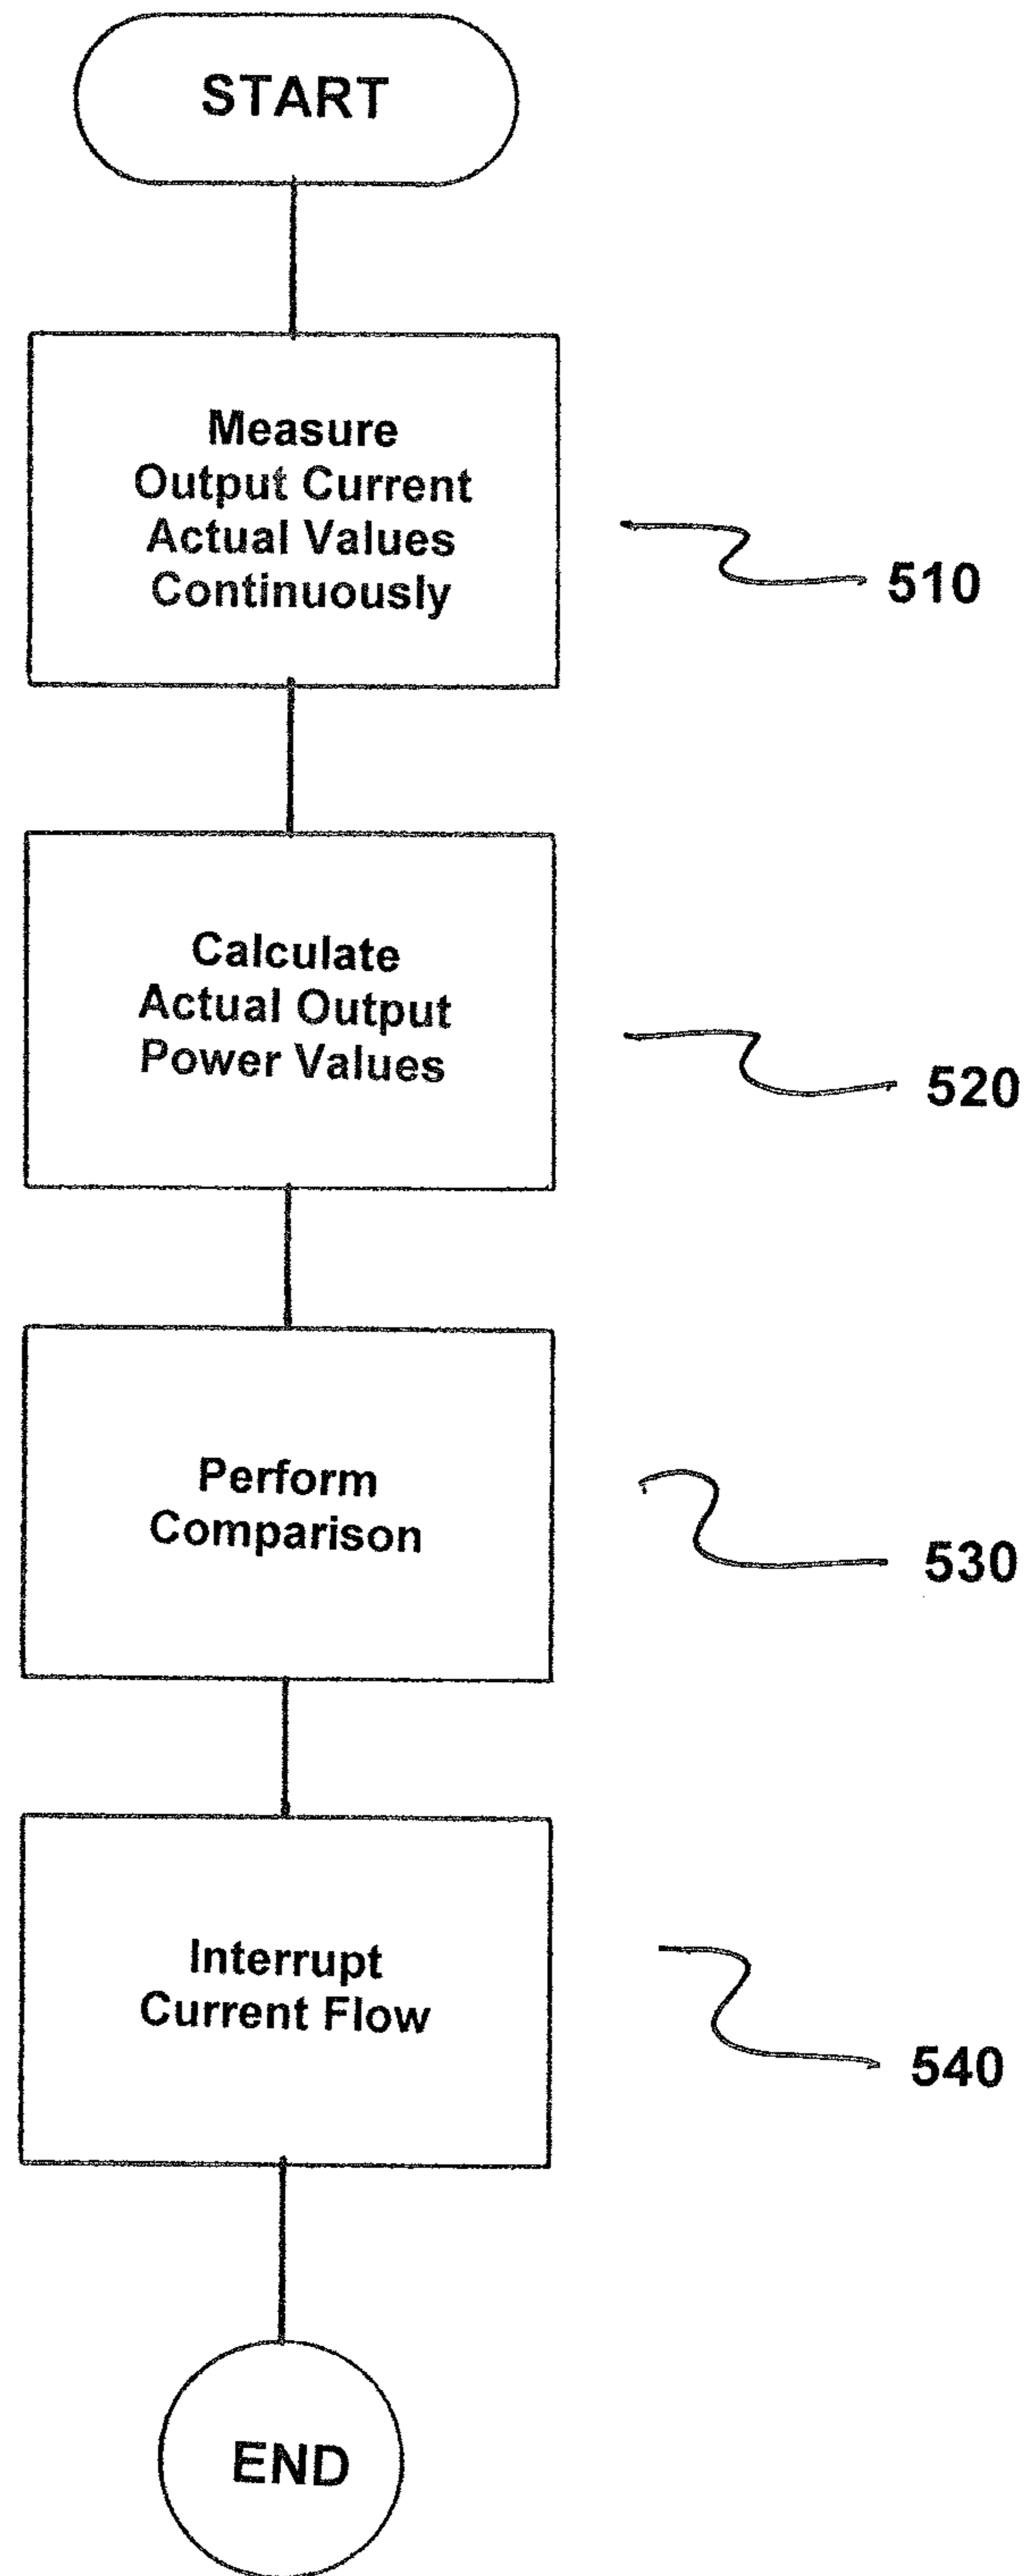 START
Measure
Output Current
Actual Values
Continuously
510
Calculate
Actual Output
Power Values
520
Perform
Comparison
530
Interrupt
Current Flow
540
END